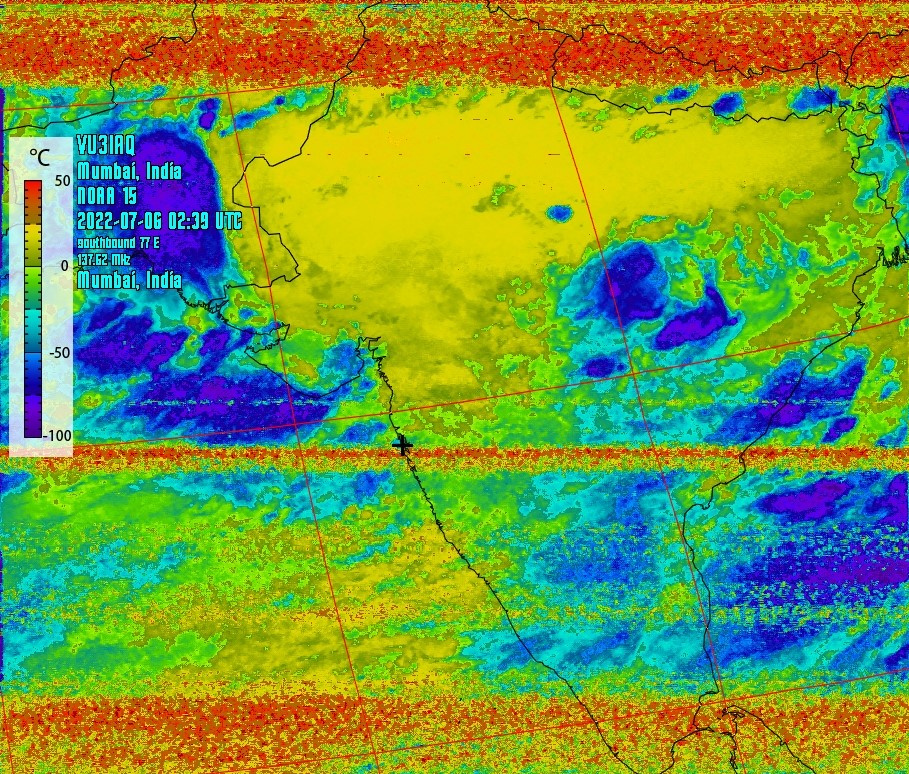 °C
50
0
-50
-100
VU3IAQ
Mumbai, India
NOAA 15
2022-07-06 02:39 UTC
southbound 77 E
137.62 MHz
Mumbai, India